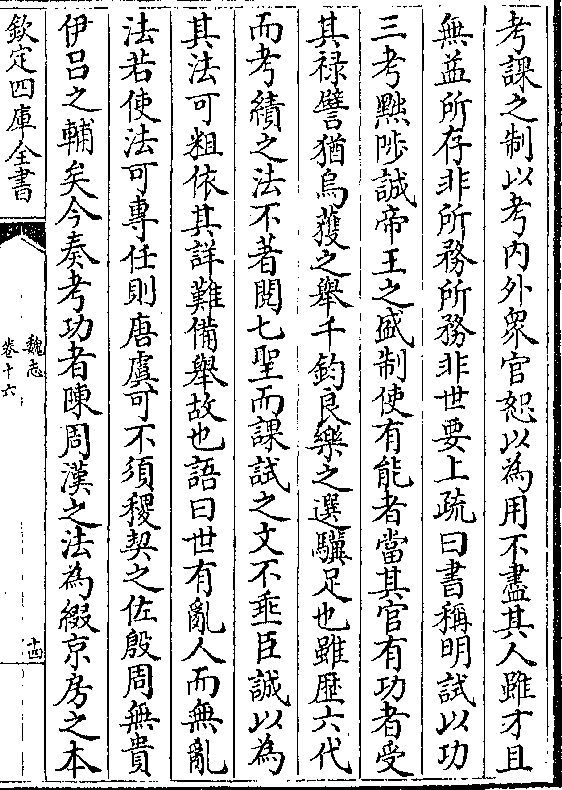 考課之制以考内外衆官恕以為用不盡其人雖才且
無益所存非所務所務非世要上疏曰書稱明試以功
三考黜陟誠帝王之盛制使有能者當其官有功者受
其禄譬猶烏獲之舉千鈞良樂之選驥足也雖歴六代
而考績之法不著閱七聖而課試之文不垂臣誠以為
其法可粗依其詳難備舉故也語曰世有亂人而無亂
法若使法可專任則唐虞可不須稷契之佐殷周無貴
伊吕之輔矣今奏考功者陳周漢之法為綴京房之本
欽定四庫全書
魏志
卷十六
十四